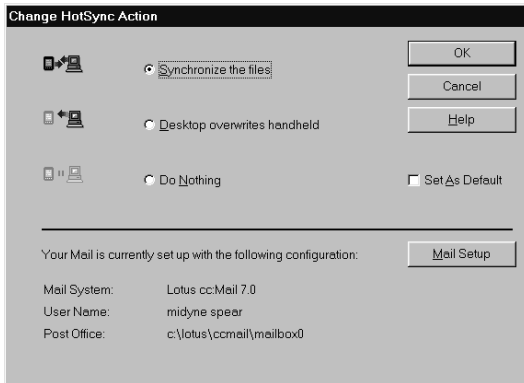 Change HotSync Action
OK
Synchronize the files
Cancel
Desktop overwrites handheld
Help
Do Nothing
Set As Default
Your Mail is currently set up with the following configuration:
Mail Setup
Mail System: Lotus cc:Mail 7.0
User Name: midyne spear
Post Office: c:\lotus\ccmail\mailbox0